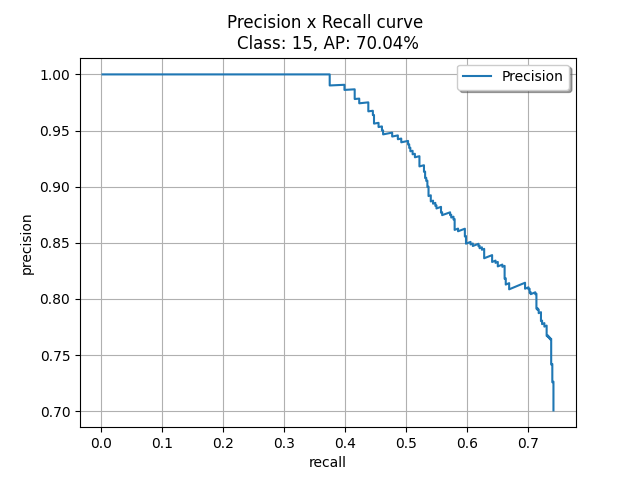 Precision x Recall curve
Class: 15, AP: 70.04%
Precision
precision
1.00
0.95
0.90
0.85
0.80
0.75
0.70
0.0 0.1 0.2 0.3 0.4 0.5 0.6 0.7
recall